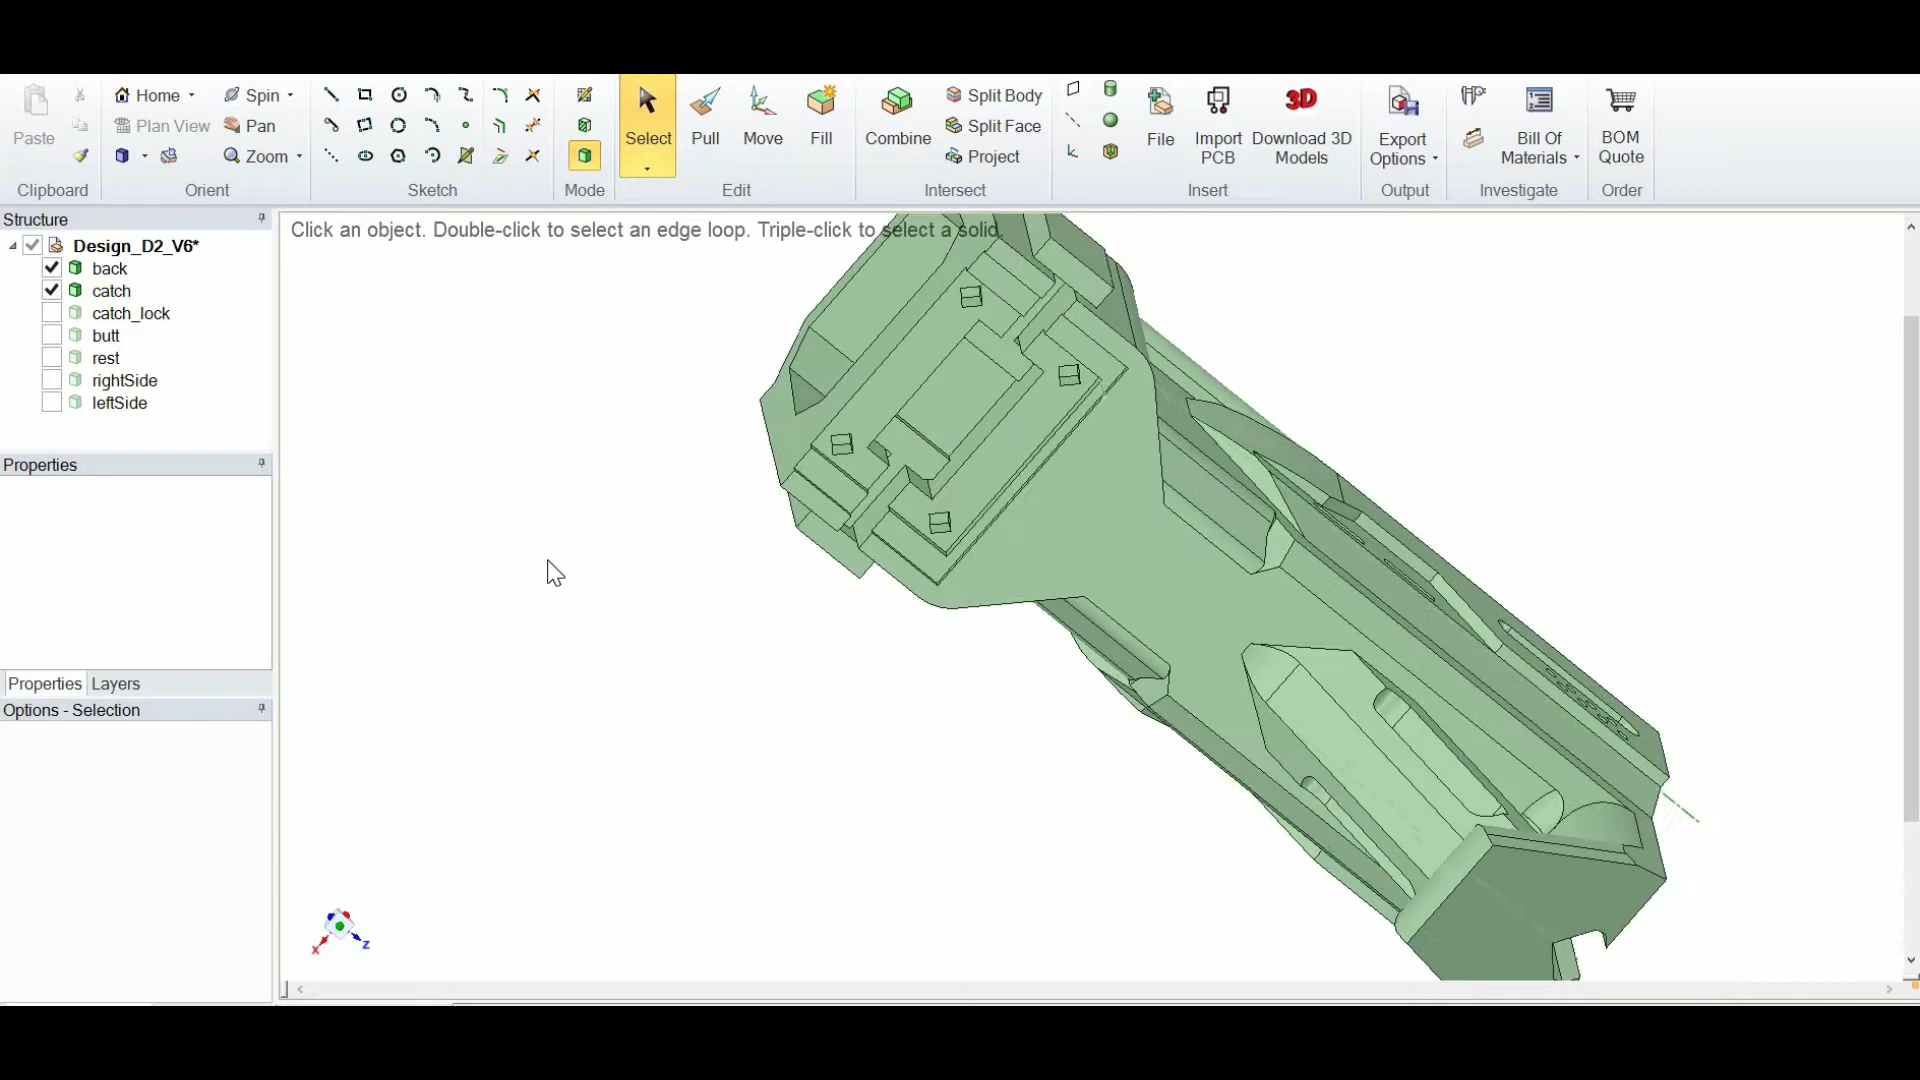 Paste
Clipboard
Home
Plan View
Spin
Pan
Zoom
Orient
Sketch
Mode
Select
Pull
Move
Fill
Edit
Combine
Split Body
Split Face
Project
Intersect
File
Import
PCB
3D
Download 3D
Models
Insert
Export
Options
Output
Bill Of
Materials
Investigate
BOM
Quote
Order
Structure
Design_D2_V6*
back
catch
catch_lock
butt
rest
rightSide
leftSide
Properties
Properties Layers
Options - Selection
Click an object. Double-click to select an edge loop. Triple-click to select a solid.
X
Z